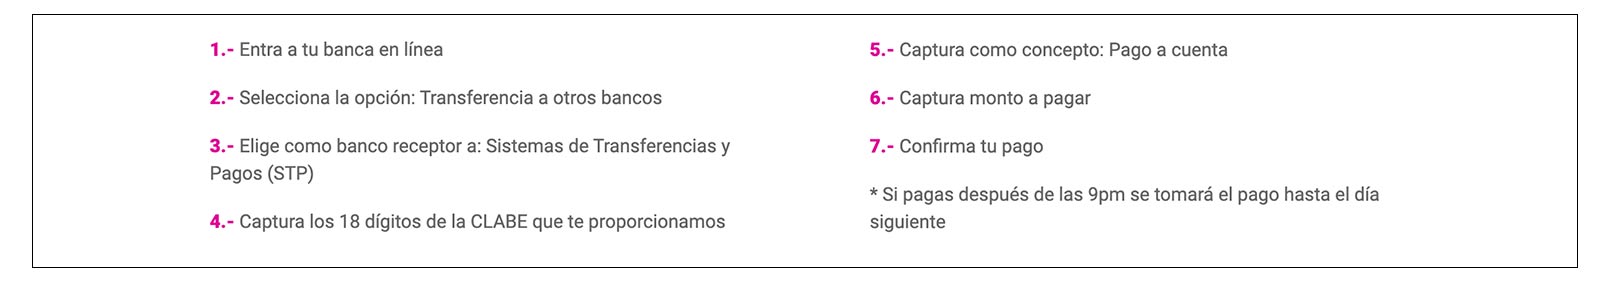 1.- Entra a tu banca en línea
2.- Selecciona la opción: Transferencia a otros bancos
3.- Elige como banco receptor a: Sistemas de Transferencias y
Pagos (STP)
4.- Captura los 18 dígitos de la CLABE que te proporcionamos
5.- Captura como concepto: Pago a cuenta
6.- Captura monto a pagar
7.- Confirma tu pago
* Si pagas después de las 9pm se tomará el pago hasta el día
siguiente